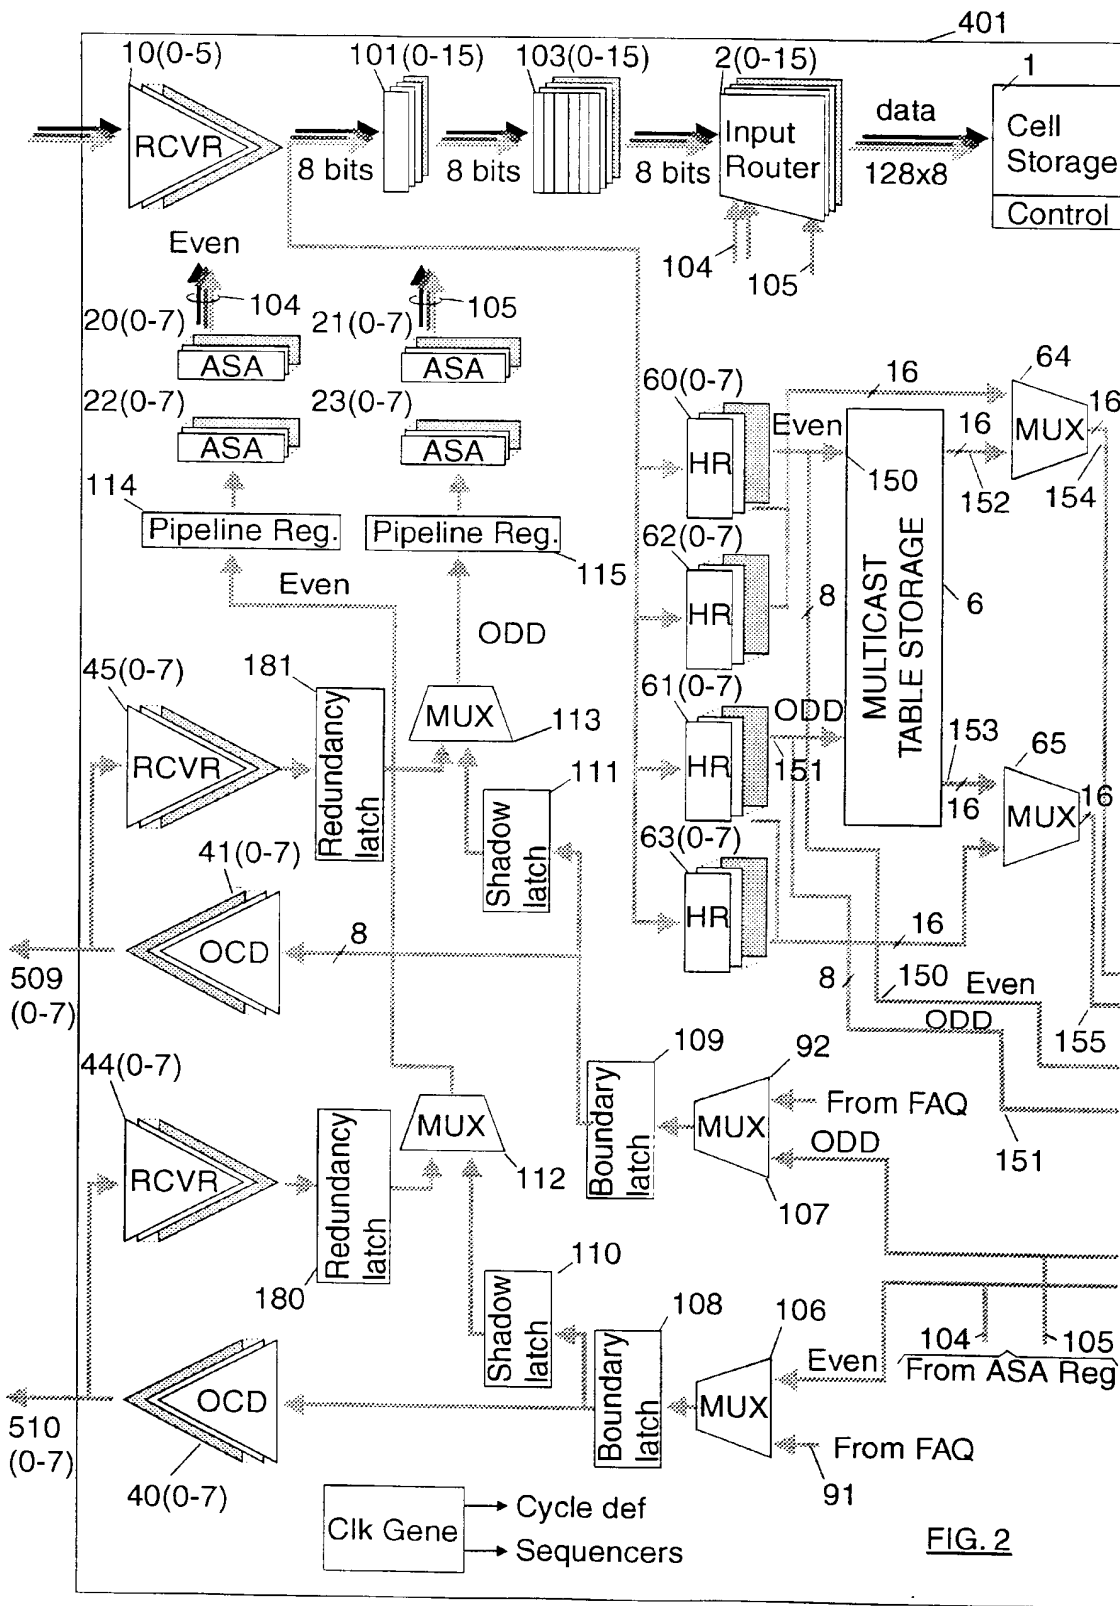 401
10(0-5)
101(0-15)
103(0-15)
2(0-15)
1
RCVR
8 bits
8 bits
8 bits
Input
Router
data
128x8
Cell
Storage
Control
Even
104
105
104
105
20(0-7)
ASA
21(0-7)
ASA
22(0-7)
ASA
23(0-7)
ASA
114
Pipeline Reg.
Pipeline Reg.
115
Even
ODD
60(0-7)
HR
Even
16
64
MUX
16
16
150
152
154
62(0-7)
HR
8
MULTICAST
TABLE STORAGE
6
61(0-7)
HR
ODD
151
153
16
65
MUX
16
63(0-7)
HR
16
8
150
Even
ODD
155
151
45(0-7)
RCVR
181
Redundancy
latch
MUX
113
111
Shadow
latch
41(0-7)
OCD
8
509
(0-7)
44(0-7)
RCVR
Redundancy
latch
180
MUX
112
109
Boundary
latch
92
MUX
From FAQ
ODD
107
110
Shadow
latch
108
Boundary
latch
106
MUX
Even
104
105
From ASA Reg
From FAQ
91
OCD
510
(0-7)
40(0-7)
Clk Gene
Cycle def
Sequencers
FIG. 2